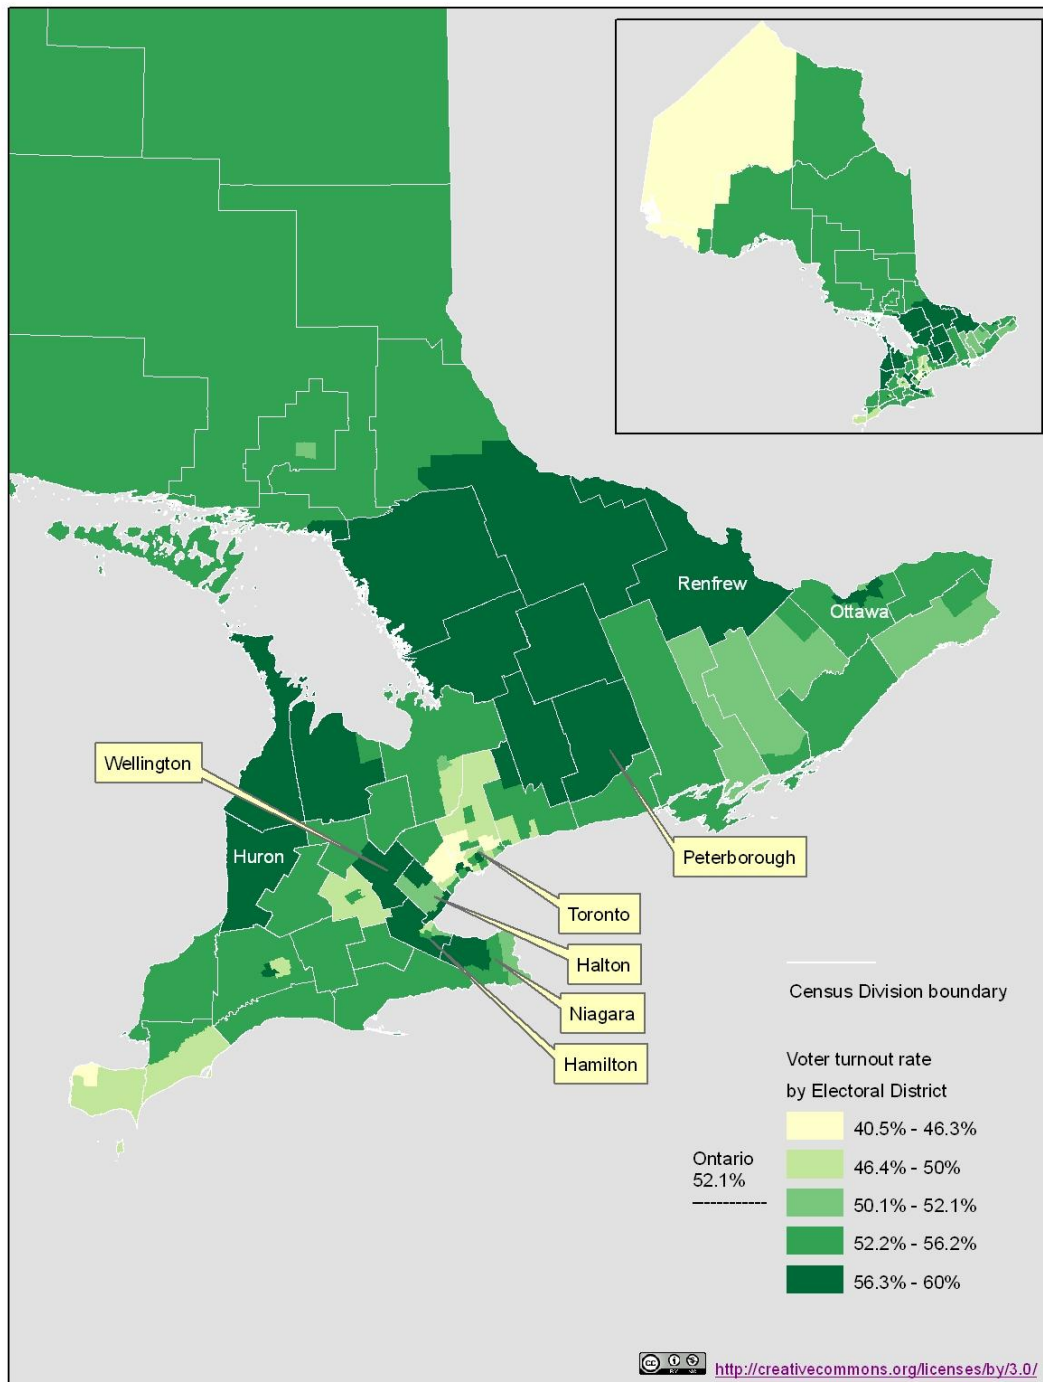 Renfrew
Ottawa
Wellington
Huron
Peterborough
Toronto
Halton
Niagara
Hamilton
Census Division boundary
Voter turnout rate
by Electoral District
40.5% - 46.3%
46.4% - 50%
50.1% - 52.1%
52.2% - 56.2%
56.3% - 60%
Ontario
52.1%
------------
cc
BY
http://creativecommons.org/licenses/by/3.0/